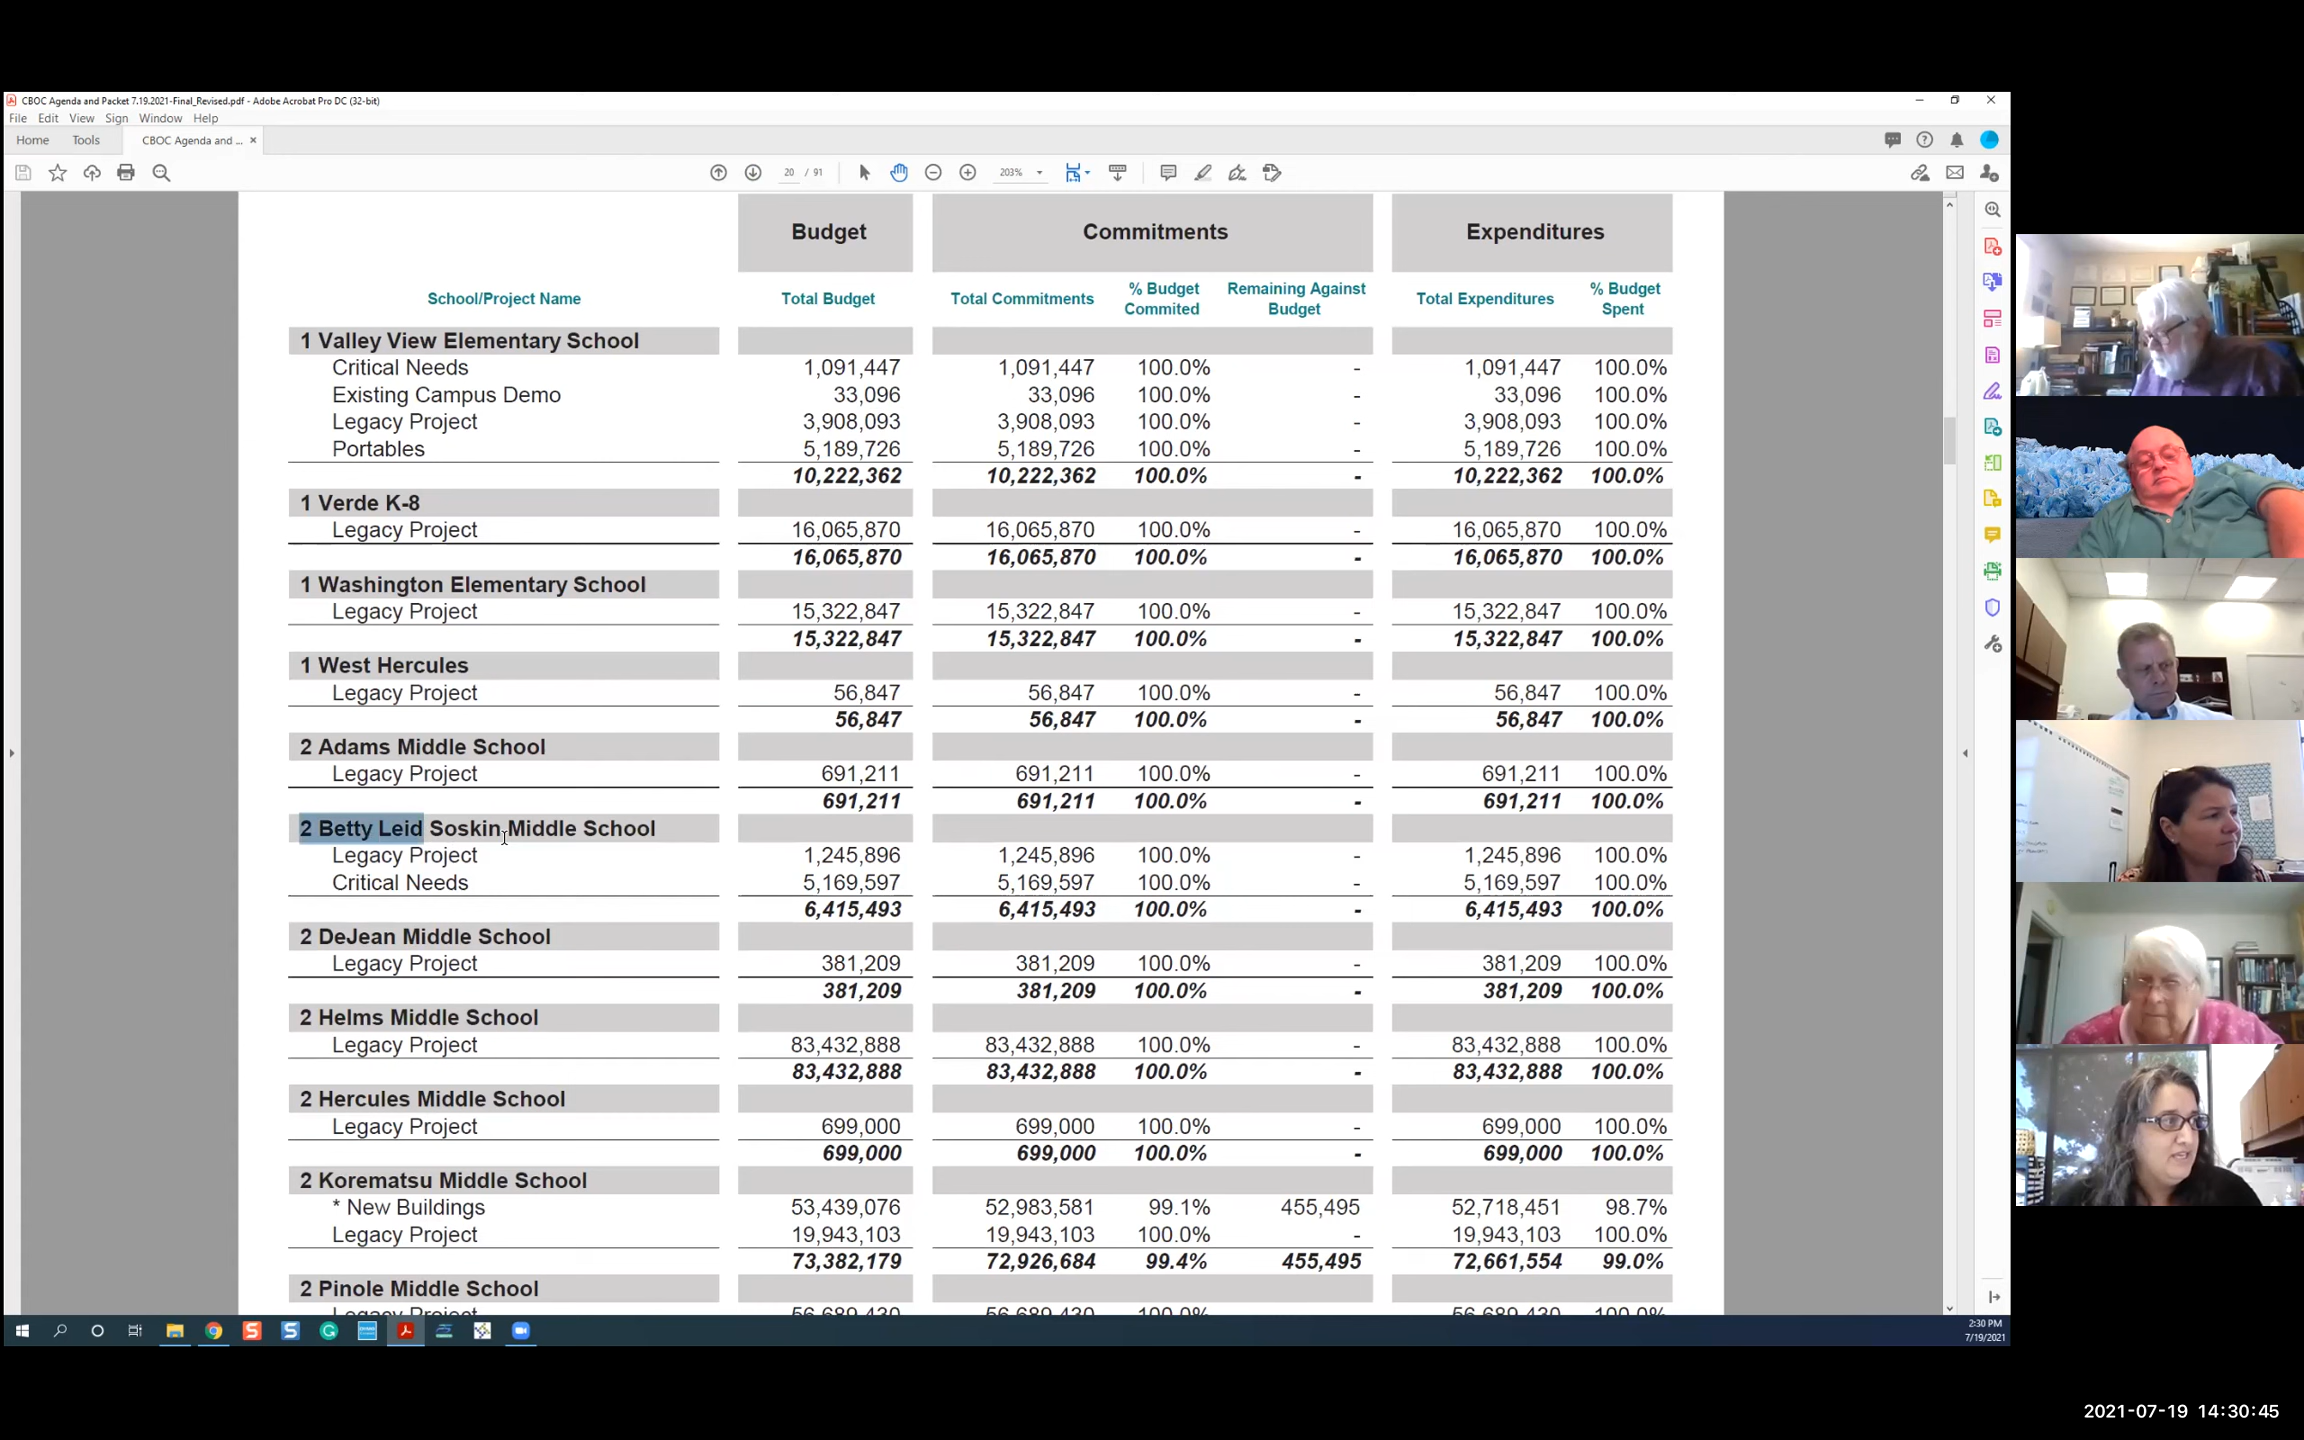 CBOC Agenda and Packet 7.19.2021-Final_Revised.pdf - Adobe Acrobat Pro DC (32-bit)
File Edit View Sign Window Help
Home Tools CBOC Agenda and ... ×
20 / 91 203%
Budget Commitments Expenditures
School/Project Name Total Budget Total Commitments % Budget Commited Remaining Against Budget Total Expenditures % Budget Spent
1 Valley View Elementary School
Critical Needs 1,091,447 1,091,447 100.0% - 1,091,447 100.0%
Existing Campus Demo 33,096 33,096 100.0% - 33,096 100.0%
Legacy Project 3,908,093 3,908,093 100.0% - 3,908,093 100.0%
Portables 5,189,726 5,189,726 100.0% - 5,189,726 100.0%
10,222,362 10,222,362 100.0% - 10,222,362 100.0%
1 Verde K-8
Legacy Project 16,065,870 16,065,870 100.0% - 16,065,870 100.0%
16,065,870 16,065,870 100.0% - 16,065,870 100.0%
1 Washington Elementary School
Legacy Project 15,322,847 15,322,847 100.0% - 15,322,847 100.0%
15,322,847 15,322,847 100.0% - 15,322,847 100.0%
1 West Hercules
Legacy Project 56,847 56,847 100.0% - 56,847 100.0%
56,847 56,847 100.0% - 56,847 100.0%
2 Adams Middle School
Legacy Project 691,211 691,211 100.0% - 691,211 100.0%
691,211 691,211 100.0% - 691,211 100.0%
2 Betty Leid Soskin Middle School
Legacy Project 1,245,896 1,245,896 100.0% - 1,245,896 100.0%
Critical Needs 5,169,597 5,169,597 100.0% - 5,169,597 100.0%
6,415,493 6,415,493 100.0% - 6,415,493 100.0%
2 DeJean Middle School
Legacy Project 381,209 381,209 100.0% - 381,209 100.0%
381,209 381,209 100.0% - 381,209 100.0%
2 Helms Middle School
Legacy Project 83,432,888 83,432,888 100.0% - 83,432,888 100.0%
83,432,888 83,432,888 100.0% - 83,432,888 100.0%
2 Hercules Middle School
Legacy Project 699,000 699,000 100.0% - 699,000 100.0%
699,000 699,000 100.0% - 699,000 100.0%
2 Korematsu Middle School
* New Buildings 53,439,076 52,983,581 99.1% 455,495 52,718,451 98.7%
Legacy Project 19,943,103 19,943,103 100.0% - 19,943,103 100.0%
73,382,179 72,926,684 99.4% 455,495 72,661,554 99.0%
2 Pinole Middle School
Legacy Project 56,689,430 56,689,430 100.0% - 56,689,430 100.0%
2:30 PM
7/19/2021
2021-07-19 14:30:45